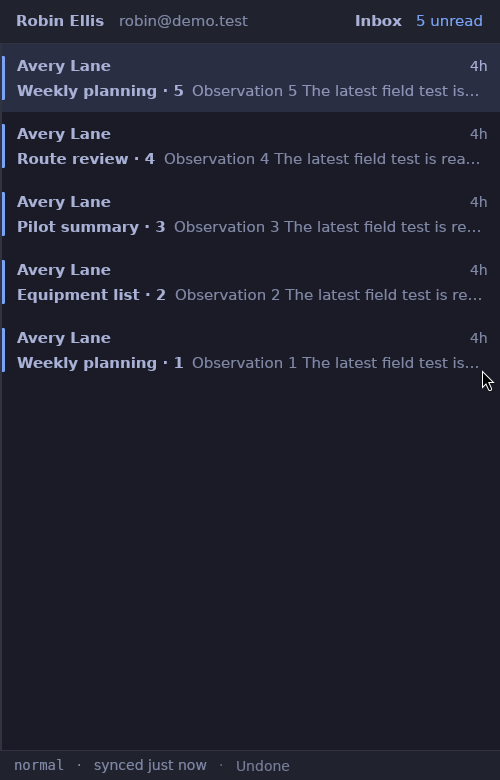 Robin Ellis robin@demo.test Inbox 5 unread
Avery Lane 4h
Weekly planning · 5 Observation 5 The latest field test is...
Avery Lane 4h
Route review · 4 Observation 4 The latest field test is rea...
Avery Lane 4h
Pilot summary · 3 Observation 3 The latest field test is re...
Avery Lane 4h
Equipment list · 2 Observation 2 The latest field test is re...
Avery Lane 4h
Weekly planning · 1 Observation 1 The latest field test is...
normal · synced just now · Undone